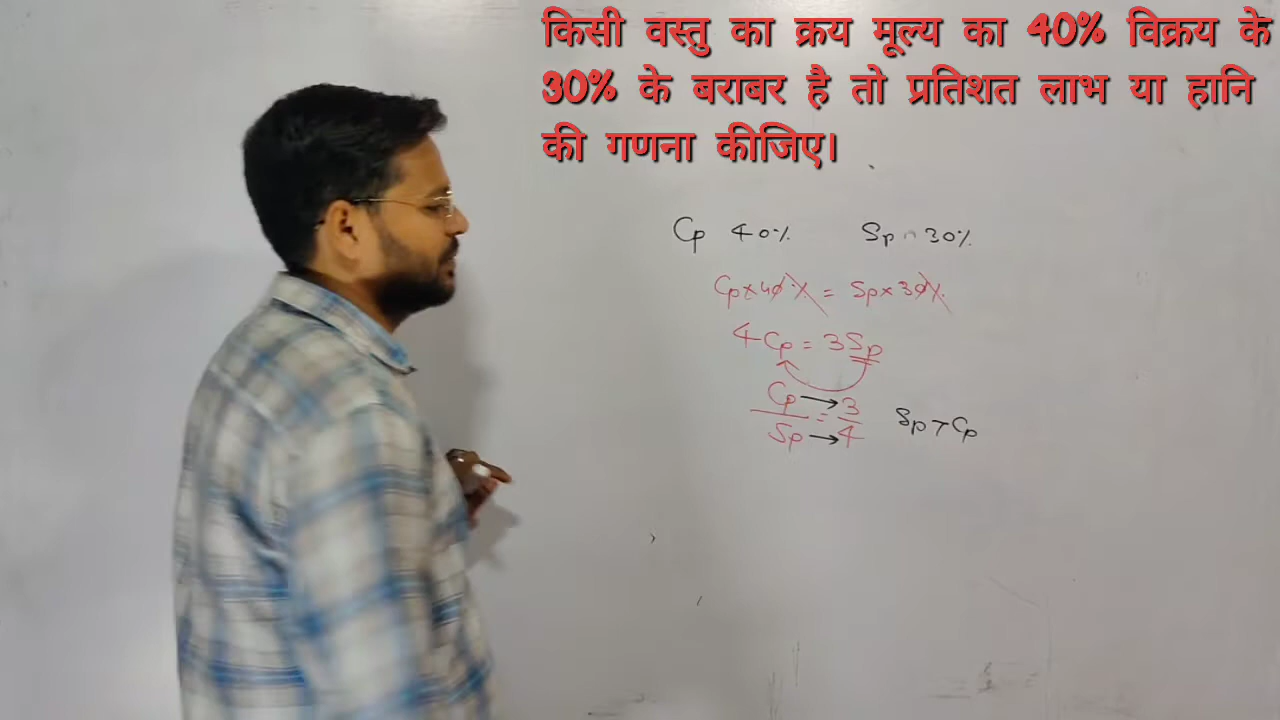 किसी वस्तु का क्रय मूल्य का 40% विक्रय के
30% के बराबर है तो प्रतिशत लाभ या हानि
की गणना कीजिए।
Cp 40% Sp 30%
Cp×40% = Sp×30%
4Cp = 3Sp
Cp → 3
Sp → 4
=
Sp > Cp